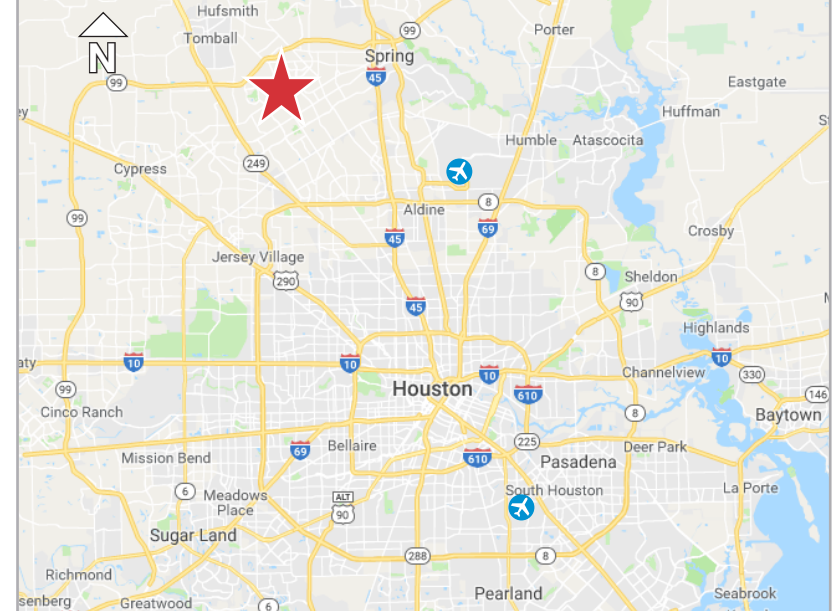 Hufsmith
N
Tomball
99
Porter
Spring
45
99
Eastgate
Huffman
Humble
Atascocita
249
Cypress
8
Aldine
99
69
45
Crosby
Jersey Village
8
Sheldon
290
90
45
Highlands
10
10
10
10
330
Channelview
Houston
610
99
146
Cinco Ranch
8
Baytown
225
69
Bellaire
Deer Park
Mission Bend
610
Pasadena
6
South Houston
La Porte
Meadows
Place
ALT
90
Sugar Land
288
8
Richmond
Pearland
Seabrook
Greatwood
6